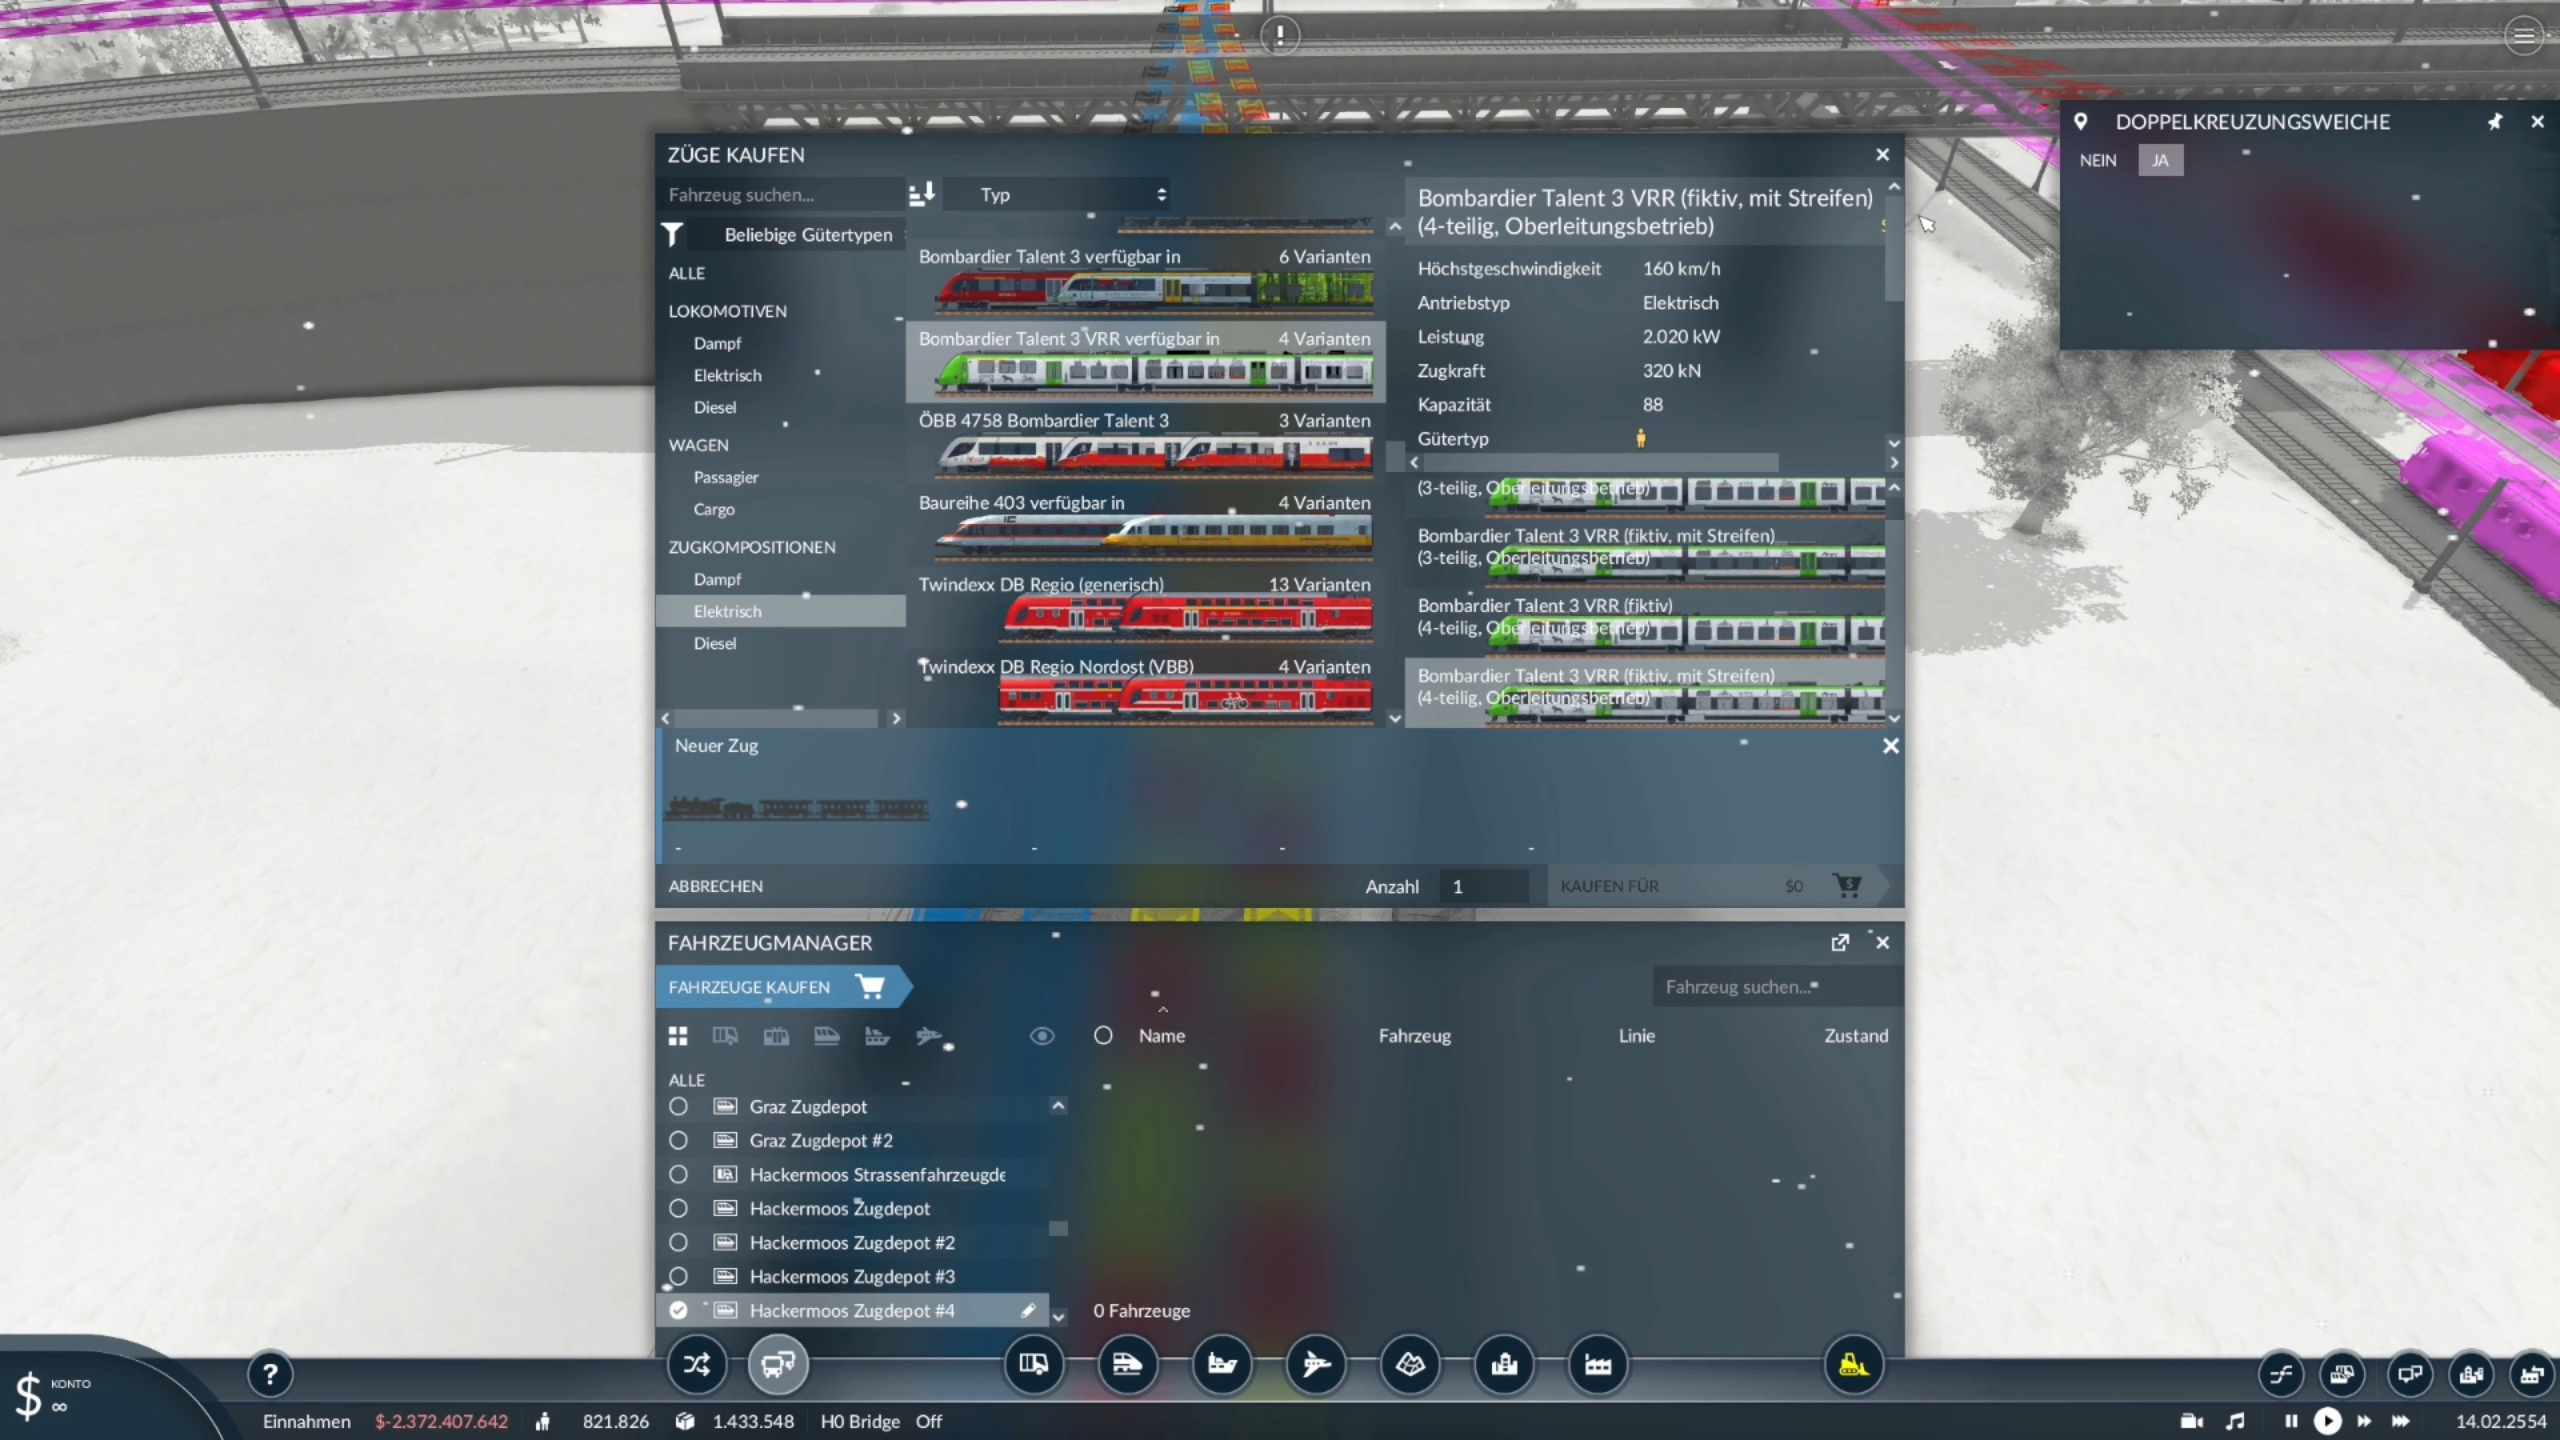 DOPPELKREUZUNGSWEICHE
NEIN JA
ZÜGE KAUFEN
Fahrzeug suchen...
Typ
Beliebige Gütertypen
ALLE
LOKOMOTIVEN
Dampf
Elektrisch
Diesel
WAGEN
Passagier
Cargo
ZUGKOMPOSITIONEN
Dampf
Elektrisch
Diesel
Bombardier Talent 3 verfügbar in 6 Varianten
Bombardier Talent 3 VRR verfügbar in 4 Varianten
ÖBB 4758 Bombardier Talent 3 3 Varianten
Baureihe 403 verfügbar in 4 Varianten
Twindexx DB Regio (generisch) 13 Varianten
Twindexx DB Regio Nordost (VBB) 4 Varianten
Bombardier Talent 3 VRR (fiktiv, mit Streifen)
(4-teilig, Oberleitungsbetrieb)
Höchstgeschwindigkeit 160 km/h
Antriebstyp Elektrisch
Leistung 2.020 kW
Zugkraft 320 kN
Kapazität 88
Gütertyp
(3-teilig, Oberleitungsbetrieb)
Bombardier Talent 3 VRR (fiktiv, mit Streifen)
(3-teilig, Oberleitungsbetrieb)
Bombardier Talent 3 VRR (fiktiv)
(4-teilig, Oberleitungsbetrieb)
Bombardier Talent 3 VRR (fiktiv, mit Streifen)
(4-teilig, Oberleitungsbetrieb)
Neuer Zug
- - - -
ABBRECHEN
Anzahl 1
KAUFEN FÜR $0
FAHRZEUGMANAGER
FAHRZEUGE KAUFEN
Fahrzeug suchen...
Name Fahrzeug Linie Zustand
ALLE
Graz Zugdepot
Graz Zugdepot #2
Hackermoos Strassenfahrzeugde
Hackermoos Zugdepot
Hackermoos Zugdepot #2
Hackermoos Zugdepot #3
Hackermoos Zugdepot #4
0 Fahrzeuge
$ KONTO
∞
?
Einnahmen $-2.372.407.642 821.826 1.433.548 H0 Bridge Off
14.02.2554